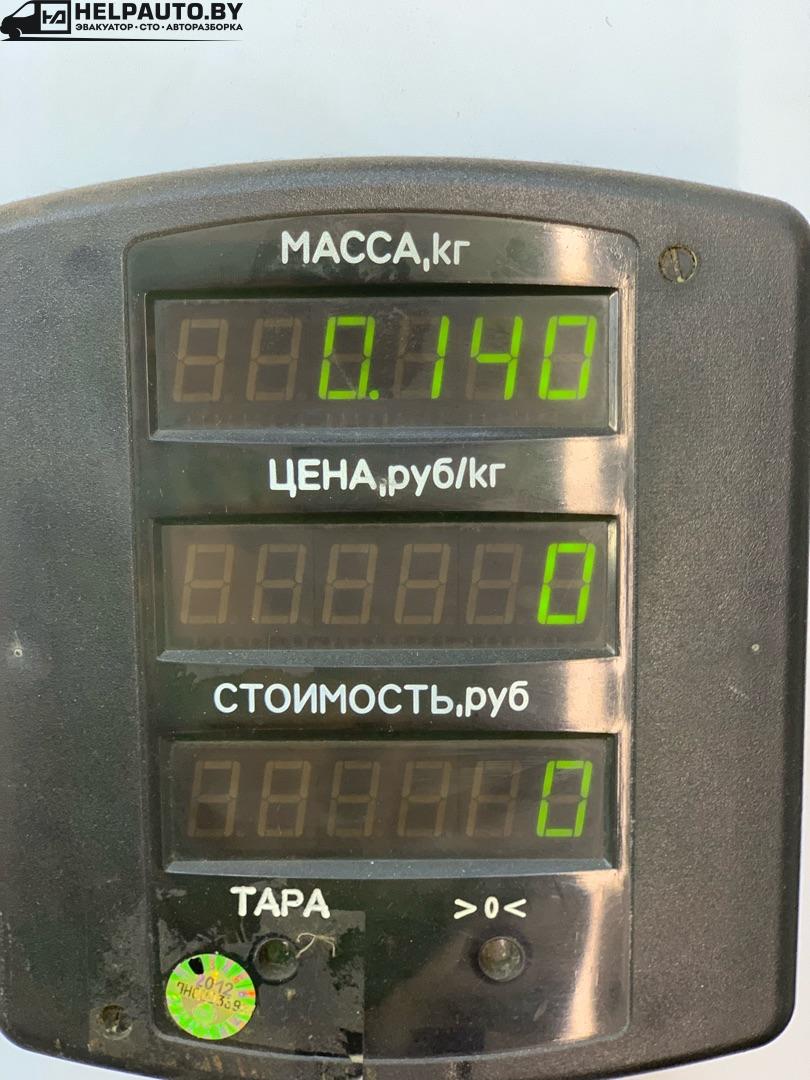 HELPAUTO.BY
ЭВАКУАТОР · СТО · АВТОРАЗБОРКА
МАССА,кг
0.140
ЦЕНА,руб/кг
0
СТОИМОСТЬ,руб
0
ТАРА >0<
2012